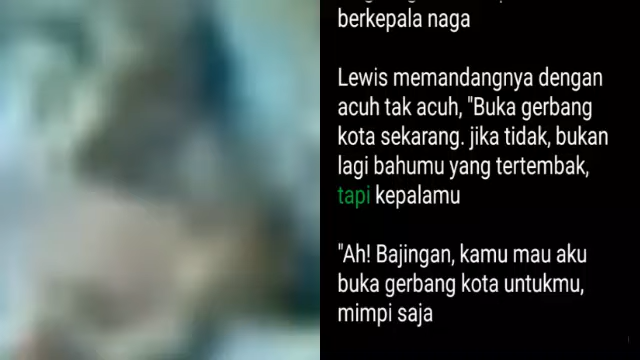 berkepala naga
Lewis memandangnya dengan
acuh tak acuh, "Buka gerbang
kota sekarang. jika tidak, bukan
lagi bahumu yang tertembak,
tapi kepalamu
"Ah! Bajingan, kamu mau aku
buka gerbang kota untukmu,
mimpi saja